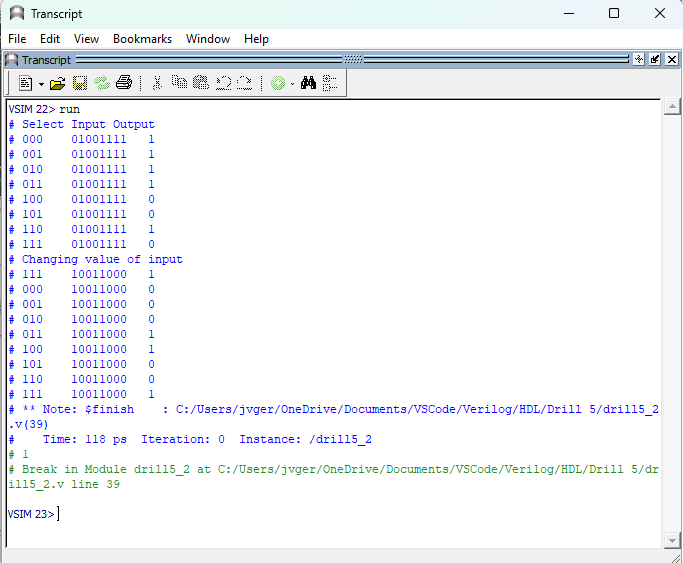 Transcript
File Edit View Bookmarks Window Help
Transcript
VSIM 22> run
# Select Input Output
# 000    01001111   1
# 001    01001111   1
# 010    01001111   1
# 011    01001111   1
# 100    01001111   0
# 101    01001111   0
# 110    01001111   1
# 111    01001111   0
# Changing value of input
# 111    10011000   1
# 000    10011000   0
# 001    10011000   0
# 010    10011000   0
# 011    10011000   1
# 100    10011000   1
# 101    10011000   0
# 110    10011000   0
# 111    10011000   1
# ** Note: $finish    : C:/Users/jvger/OneDrive/Documents/VSCode/Verilog/HDL/Drill 5/drill5_2
.v(39)
#    Time: 118 ps  Iteration: 0  Instance: /drill5_2
# 1
# Break in Module drill5_2 at C:/Users/jvger/OneDrive/Documents/VSCode/Verilog/HDL/Drill 5/dr
ill5_2.v line 39
VSIM 23>